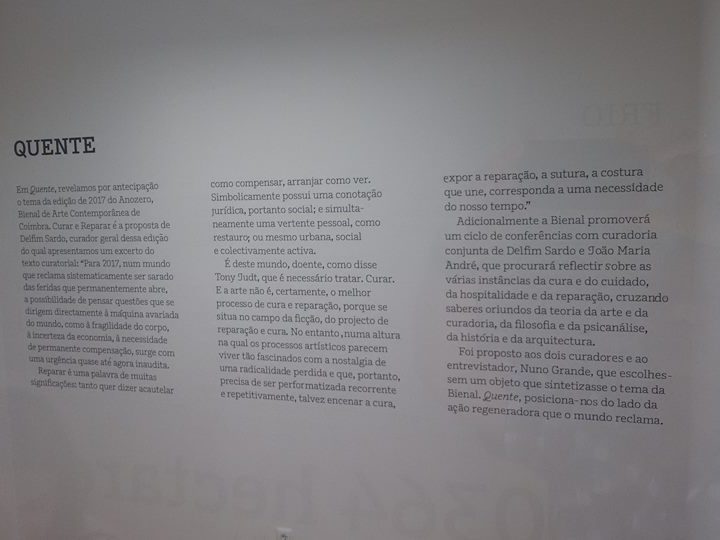 QUENTE
Em Quente, revelamos por antecipação
o tema da edição de 2017 do Anozero,
Bienal de Arte Contemporânea de
Coimbra. Curar e Reparar é a proposta de
Delfim Sardo, curador geral dessa edição
do qual apresentamos um excerto do
texto curatorial: "Para 2017, num mundo
que reclama sistematicamente ser sarado
das feridas que permanentemente abre,
a possibilidade de pensar questões que se
dirigem directamente à máquina avariada
do mundo, como à fragilidade do corpo,
à incerteza da economia, à necessidade
de permanente compensação, surge com
uma urgência quase até agora inaudita.
Reparar é uma palavra de muitas
significações: tanto quer dizer acautelar
como compensar, arranjar como ver.
Simbolicamente possui uma conotação
jurídica, portanto social; e simulta-
neamente uma vertente pessoal, como
restauro; ou mesmo urbana, social
e colectivamente activa.
É deste mundo, doente, como disse
Tony Judt, que é necessário tratar. Curar.
E a arte não é, certamente, o melhor
processo de cura e reparação, porque se
situa no campo da ficção, do projecto de
reparação e cura. No entanto, numa altura
na qual os processos artísticos parecem
viver tão fascinados com a nostalgia de
uma radicalidade perdida e que, portanto,
precisa de ser performatizada recorrente
e repetitivamente, talvez encenar a cura,
expor a reparação, a sutura, a costura
que une, corresponda a uma necessidade
do nosso tempo."
Adicionalmente a Bienal promoverá
um ciclo de conferências com curadoria
conjunta de Delfim Sardo e João Maria
André, que procurará reflectir sobre as
várias instâncias da cura e do cuidado,
da hospitalidade e da reparação, cruzando
saberes oriundos da teoria da arte e da
curadoria, da filosofia e da psicanálise,
da história e da arquitectura.
Foi proposto aos dois curadores e ao
entrevistador, Nuno Grande, que escolhes-
sem um objeto que sintetizasse o tema da
Bienal. Quente, posiciona-nos do lado da
ação regeneradora que o mundo reclama.
FRIO
0364 hectare